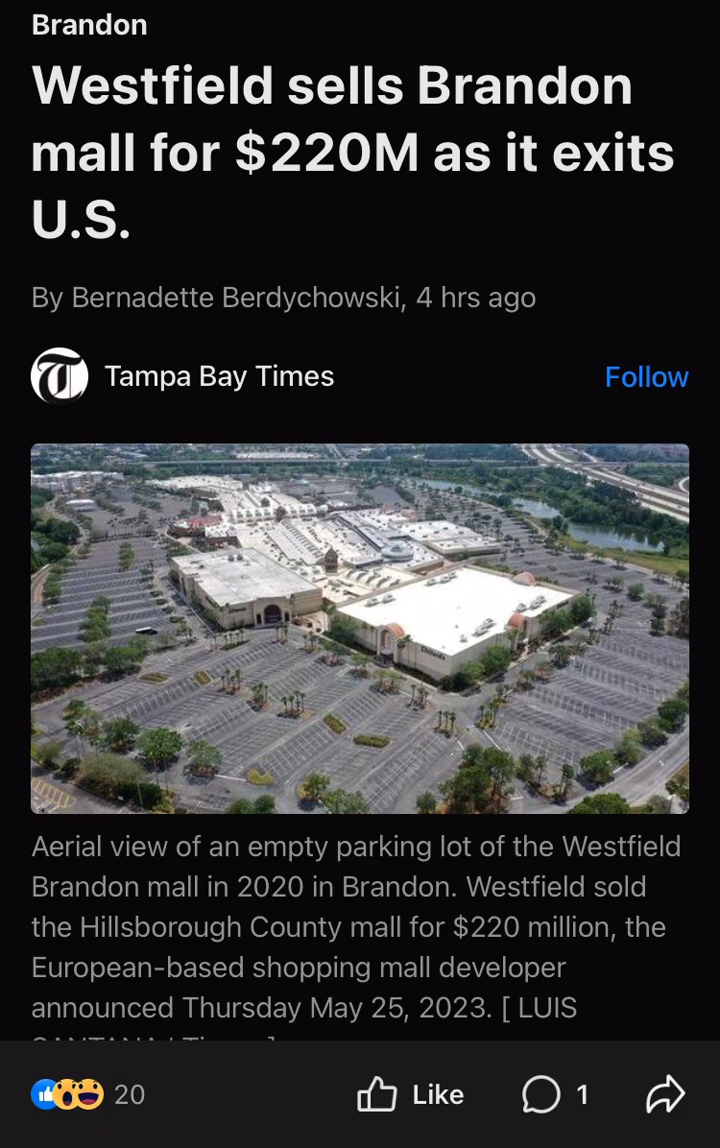 Brandon
Westfield sells Brandon
mall for $220M as it exits
U.S.
By Bernadette Berdychowski, 4 hrs ago
T
Tampa Bay Times
Follow
Dillard's
Aerial view of an empty parking lot of the Westfield
Brandon mall in 2020 in Brandon. Westfield sold
the Hillsborough County mall for $220 million, the
European-based shopping mall developer
announced Thursday May 25, 2023. [ LUIS
20
Like
1